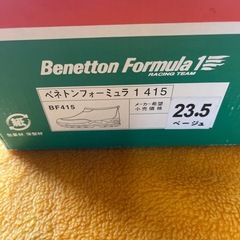 Benetton Formula 1
RACING TEAM
ベネトンフォーミュラ 1 415
BF415
メーカー希望
小売価格
23.5
ベージュ
紙